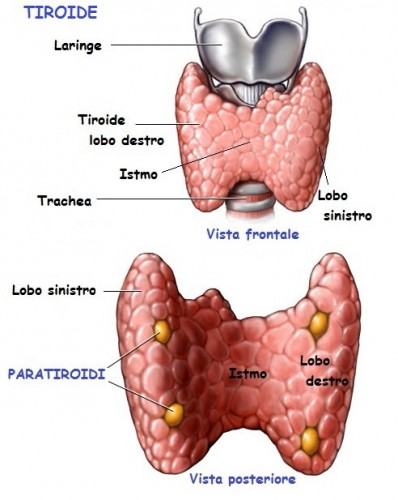 TIROIDE
Laringe
Tiroide
lobo destro
Istmo
Trachea
Lobo
sinistro
Vista frontale
Lobo sinistro
PARATIROIDI
Istmo
Lobo
destro
Vista posteriore